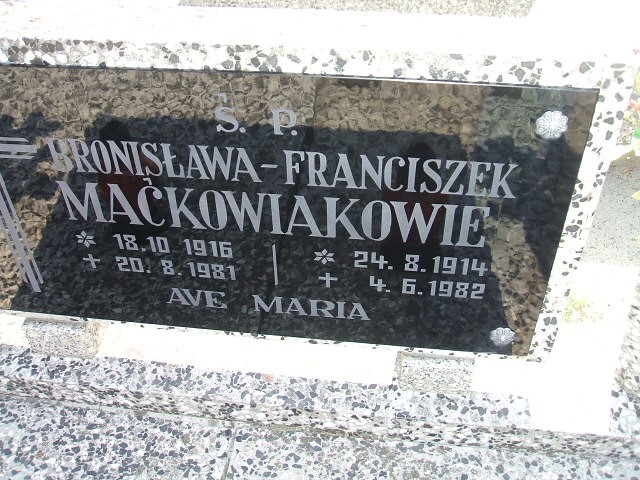 Ś. P.
BRONISŁAWA-FRANCISZEK
MAĆKOWIAKOWIE
18.10 1916 24.8.1914
+ 20.8.1981 + 4.6.1982
AVE MARIA